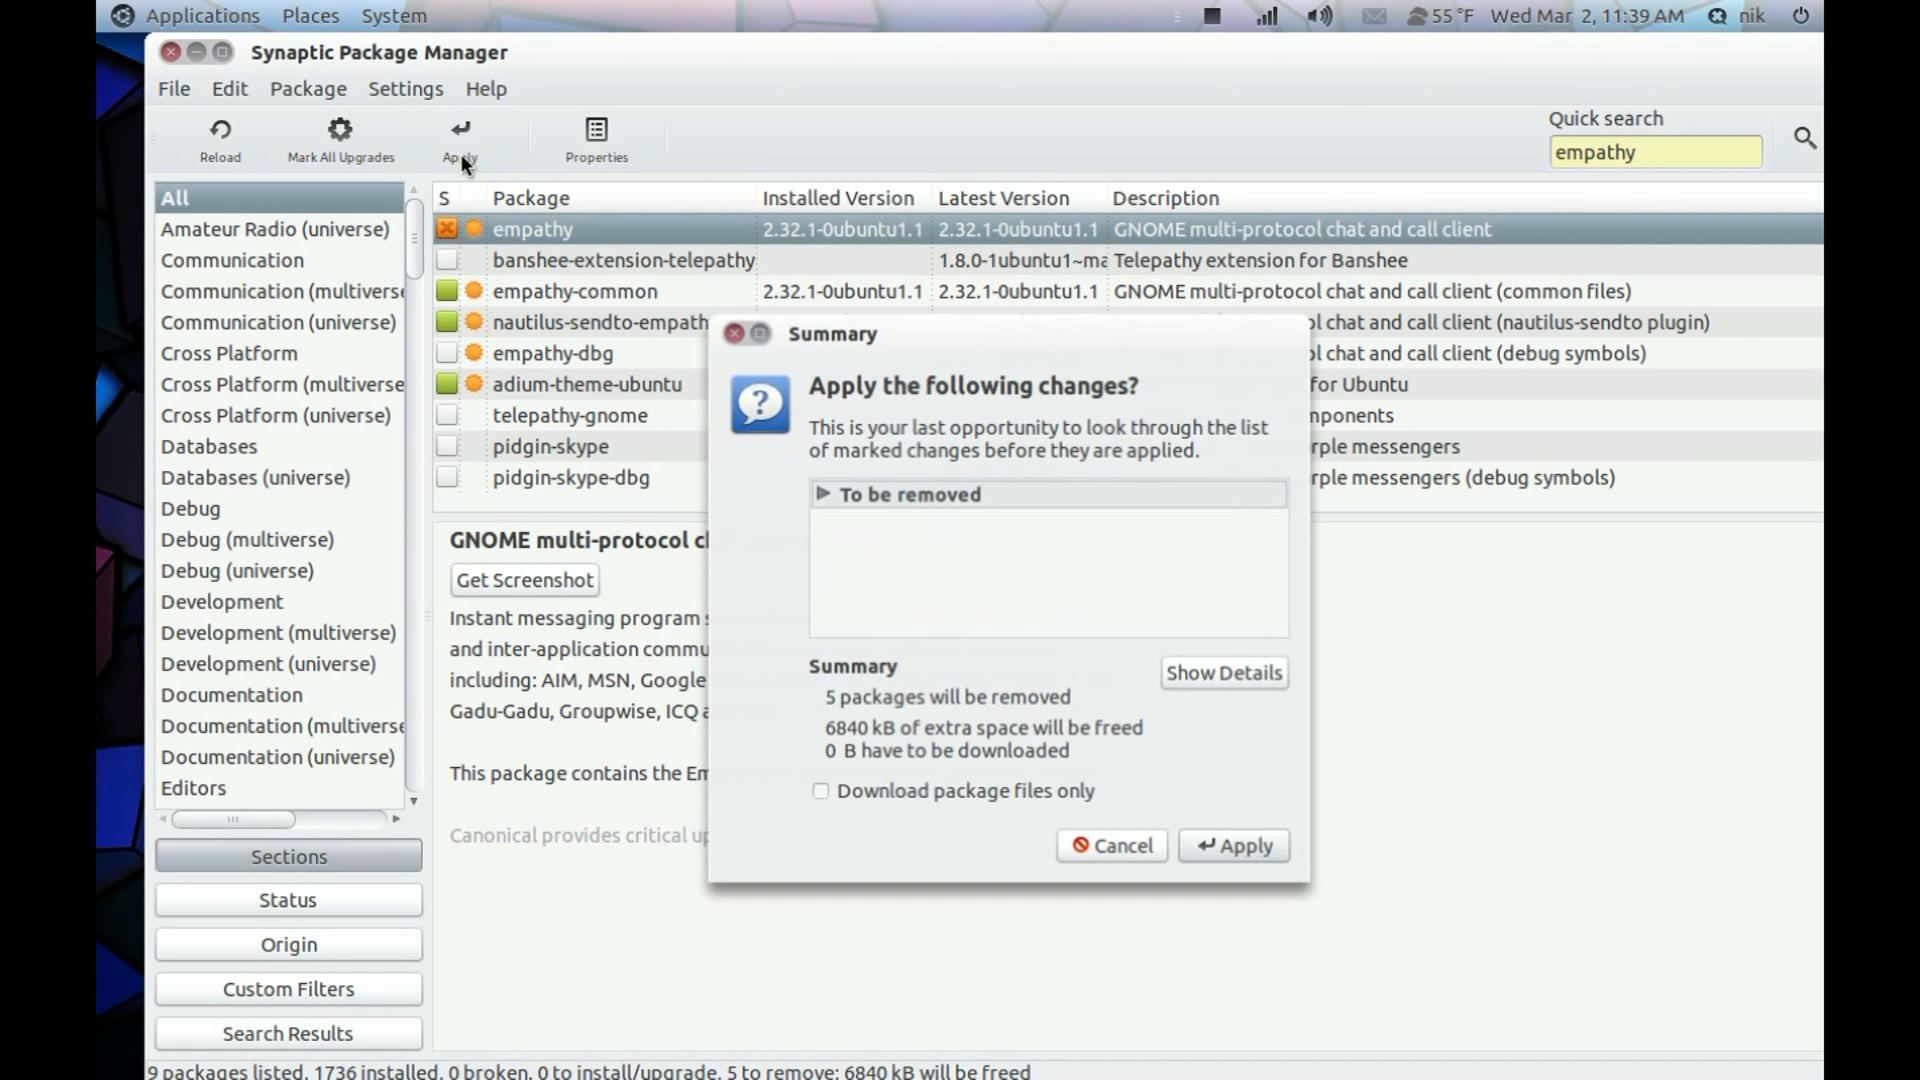 Applications Places System
55 °F Wed Mar 2, 11:39 AM nik
Synaptic Package Manager
File Edit Package Settings Help
Reload Mark All Upgrades Apply Properties
Quick search
empathy
All
Amateur Radio (universe)
Communication
Communication (multiverse
Communication (universe)
Cross Platform
Cross Platform (multiverse
Cross Platform (universe)
Databases
Databases (universe)
Debug
Debug (multiverse)
Debug (universe)
Development
Development (multiverse)
Development (universe)
Documentation
Documentation (multiverse
Documentation (universe)
Editors
Sections
Status
Origin
Custom Filters
Search Results
S Package Installed Version Latest Version Description
empathy 2.32.1-0ubuntu1.1 2.32.1-0ubuntu1.1 GNOME multi-protocol chat and call client
banshee-extension-telepathy 1.8.0-1ubuntu1~ma Telepathy extension for Banshee
empathy-common 2.32.1-0ubuntu1.1 2.32.1-0ubuntu1.1 GNOME multi-protocol chat and call client (common files)
nautilus-sendto-empath ol chat and call client (nautilus-sendto plugin)
empathy-dbg ol chat and call client (debug symbols)
adium-theme-ubuntu for Ubuntu
telepathy-gnome mponents
pidgin-skype rple messengers
pidgin-skype-dbg rple messengers (debug symbols)
GNOME multi-protocol c
Get Screenshot
Instant messaging program s
and inter-application commu
including: AIM, MSN, Google
Gadu-Gadu, Groupwise, ICQ a
This package contains the Em
Canonical provides critical up
Summary
Apply the following changes?
This is your last opportunity to look through the list
of marked changes before they are applied.
To be removed
Summary
Show Details
5 packages will be removed
6840 kB of extra space will be freed
0 B have to be downloaded
Download package files only
Cancel Apply
9 packages listed, 1736 installed, 0 broken. 0 to install/upgrade, 5 to remove; 6840 kB will be freed